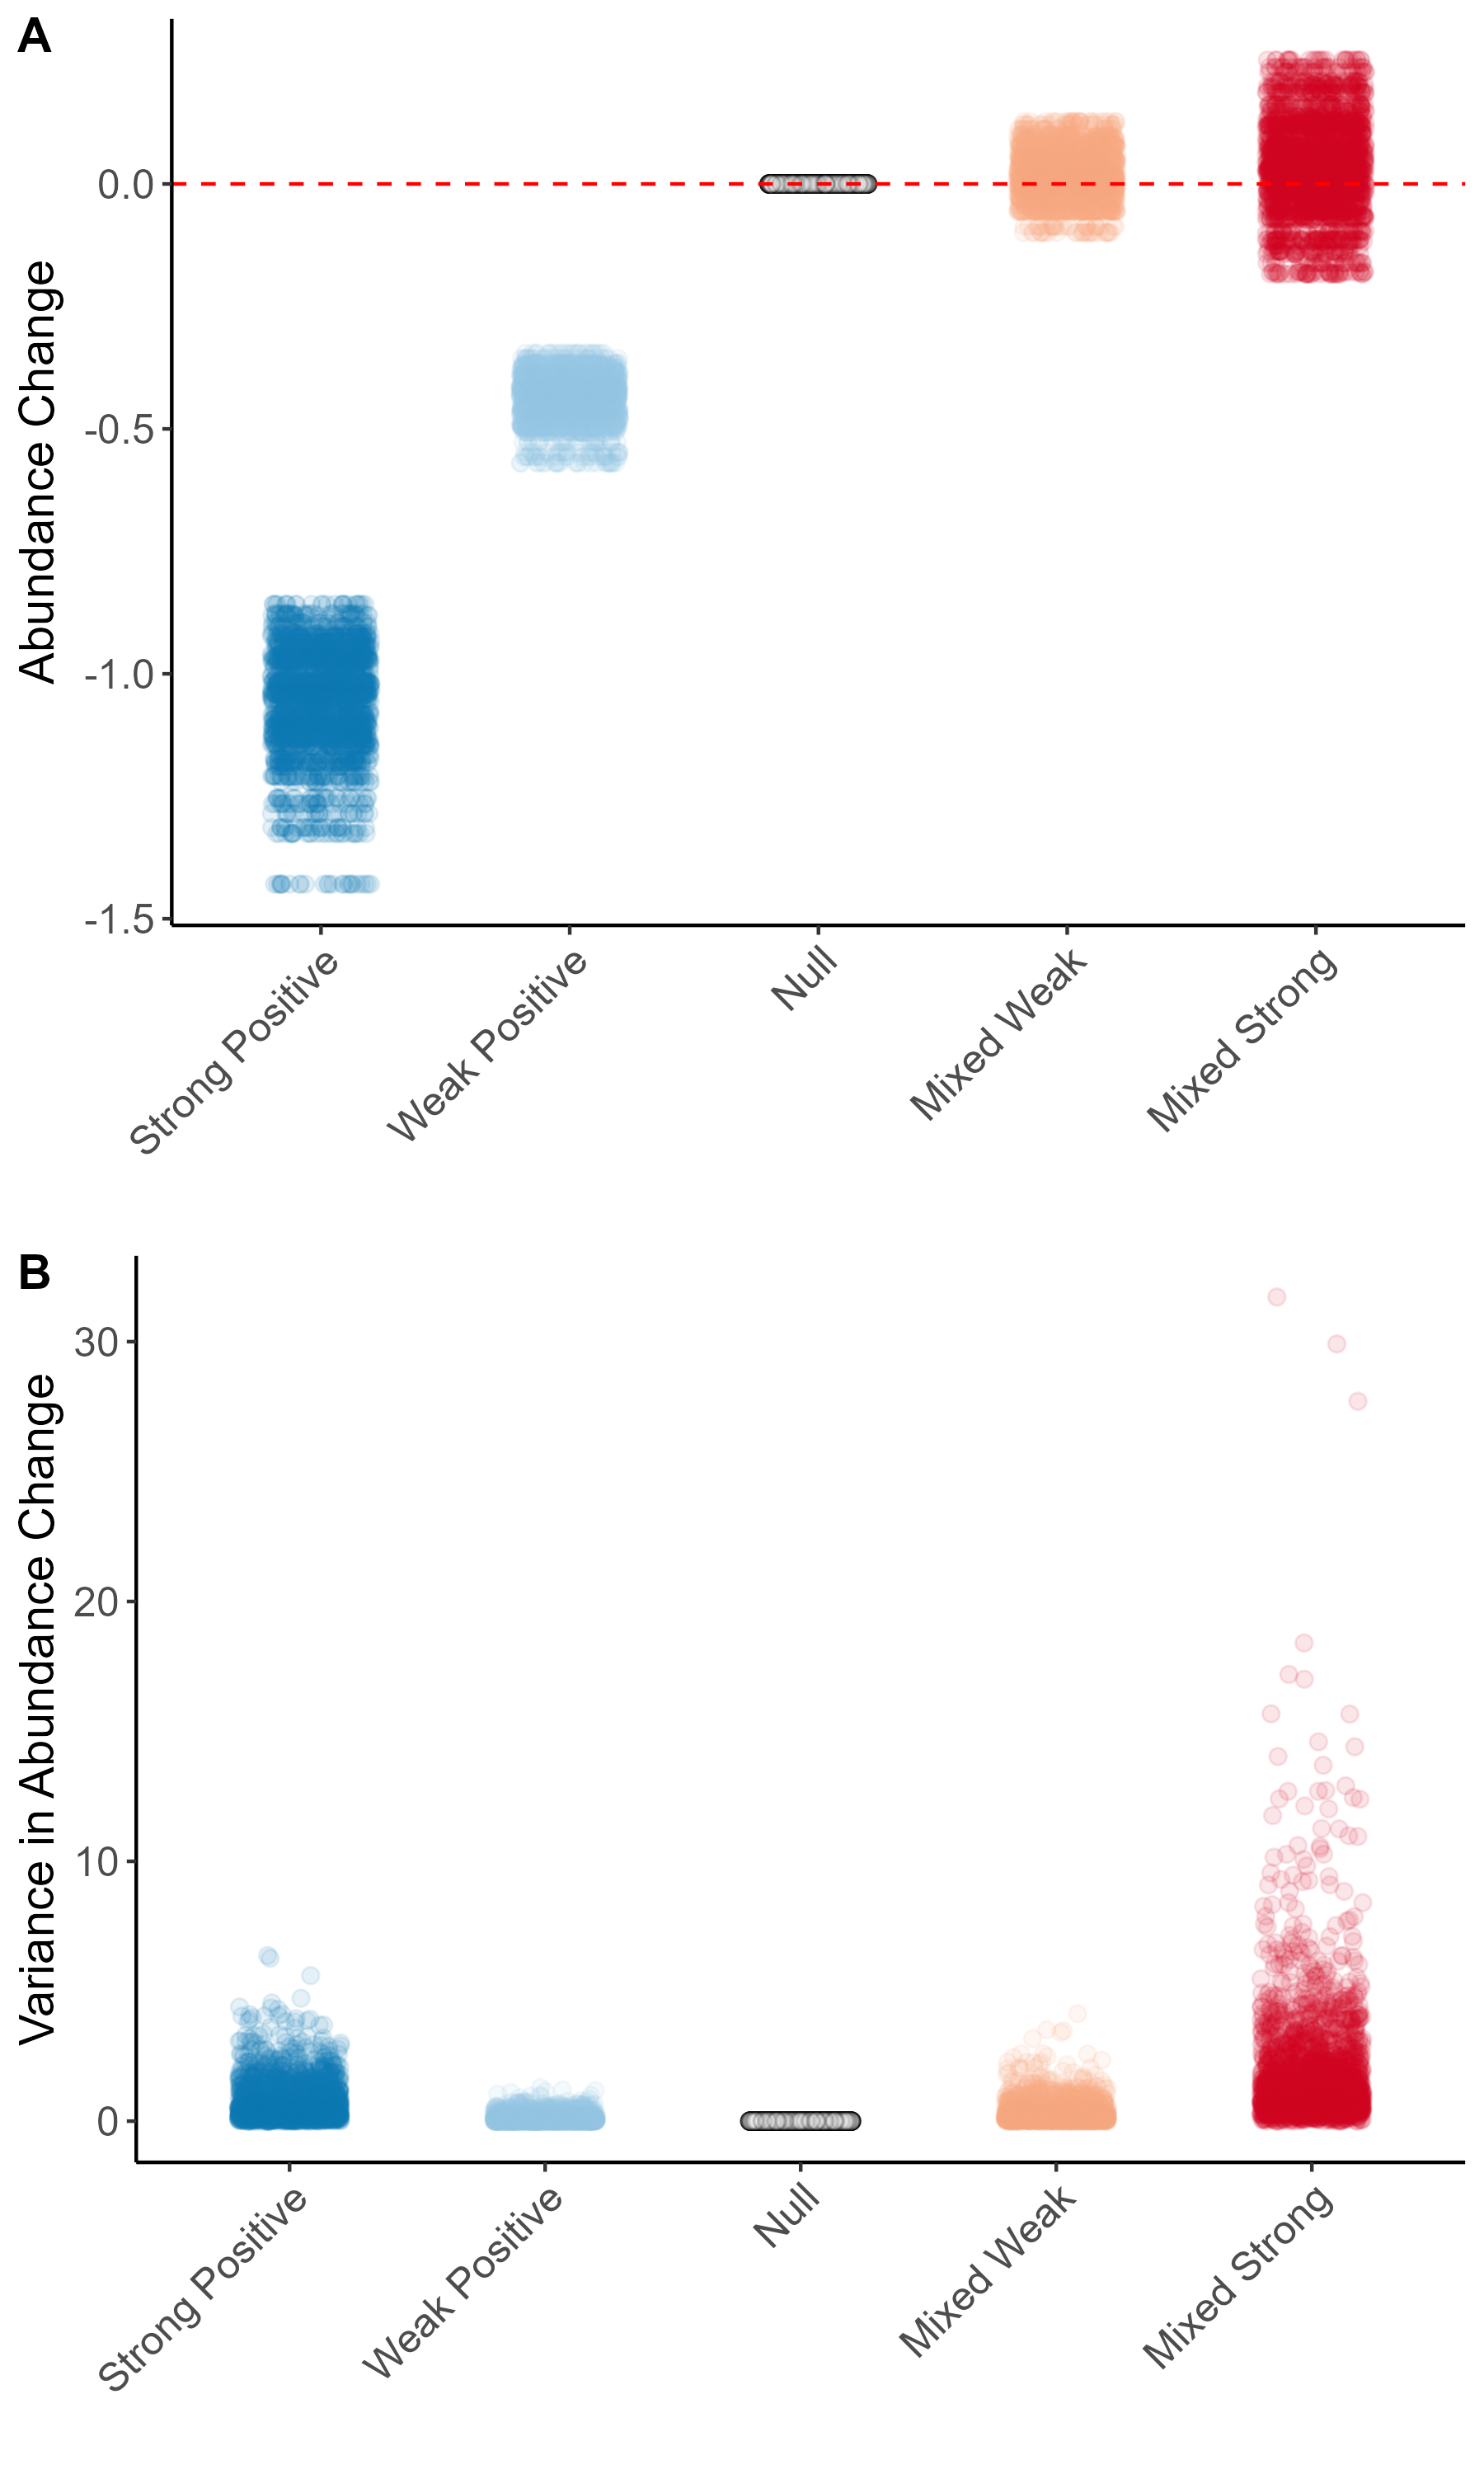 A
Abundance Change
0.0
-0.5
-1.0
-1.5
Strong Positive
Weak Positive
Null
Mixed Weak
Mixed Strong
B
Variance in Abundance Change
30
20
10
0
Strong Positive
Weak Positive
Null
Mixed Weak
Mixed Strong